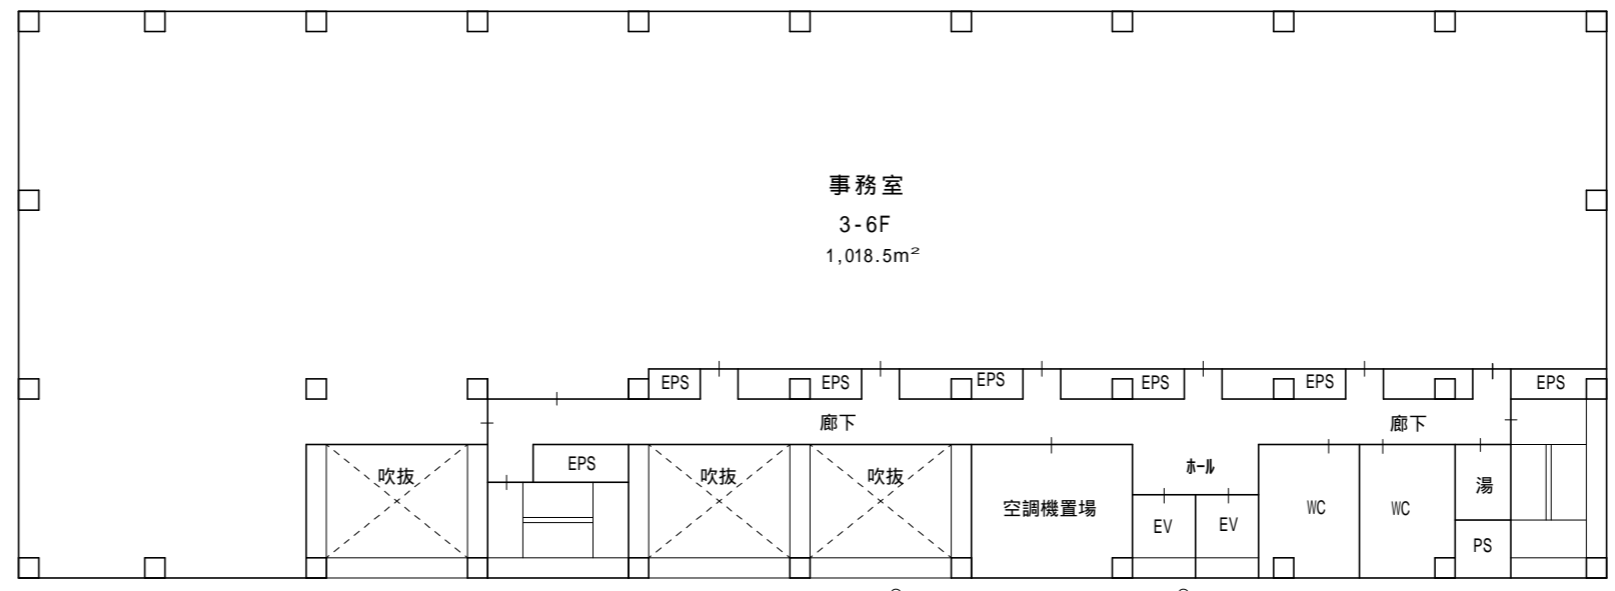 事務室
3-6F
1,018.5m²
EPS
EPS
EPS
EPS
EPS
EPS
廊下
廊下
吹抜
EPS
吹抜
吹抜
空調機置場
ホール
EV
EV
WC
WC
湯
PS